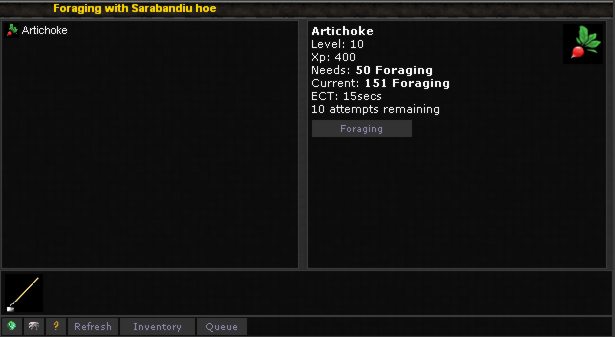 Foraging with Sarabandiu hoe
Artichoke
Artichoke
Level: 10
Xp: 400
Needs: 50 Foraging
Current: 151 Foraging
ECT: 15secs
10 attempts remaining
Foraging
? Refresh Inventory Queue